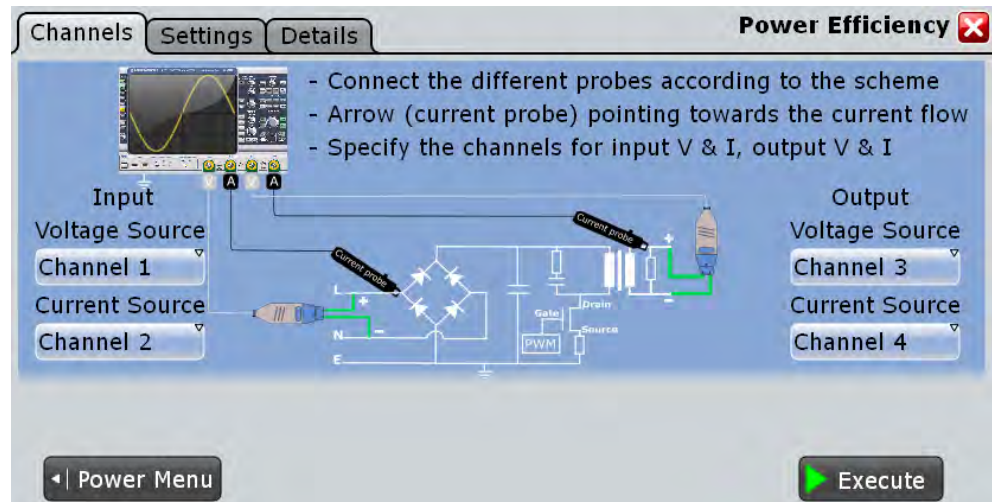 Channels
Settings
Details
Power Efficiency
- Connect the different probes according to the scheme
- Arrow (current probe) pointing towards the current flow
- Specify the channels for input V & I, output V & I
V A V A
Input
Voltage Source
Channel 1
Current Source
Channel 2
Output
Voltage Source
Channel 3
Current Source
Channel 4
Current probe
Current probe
L
+
N
-
E
+
-
Drain
Gate
Source
PWM
Power Menu
Execute